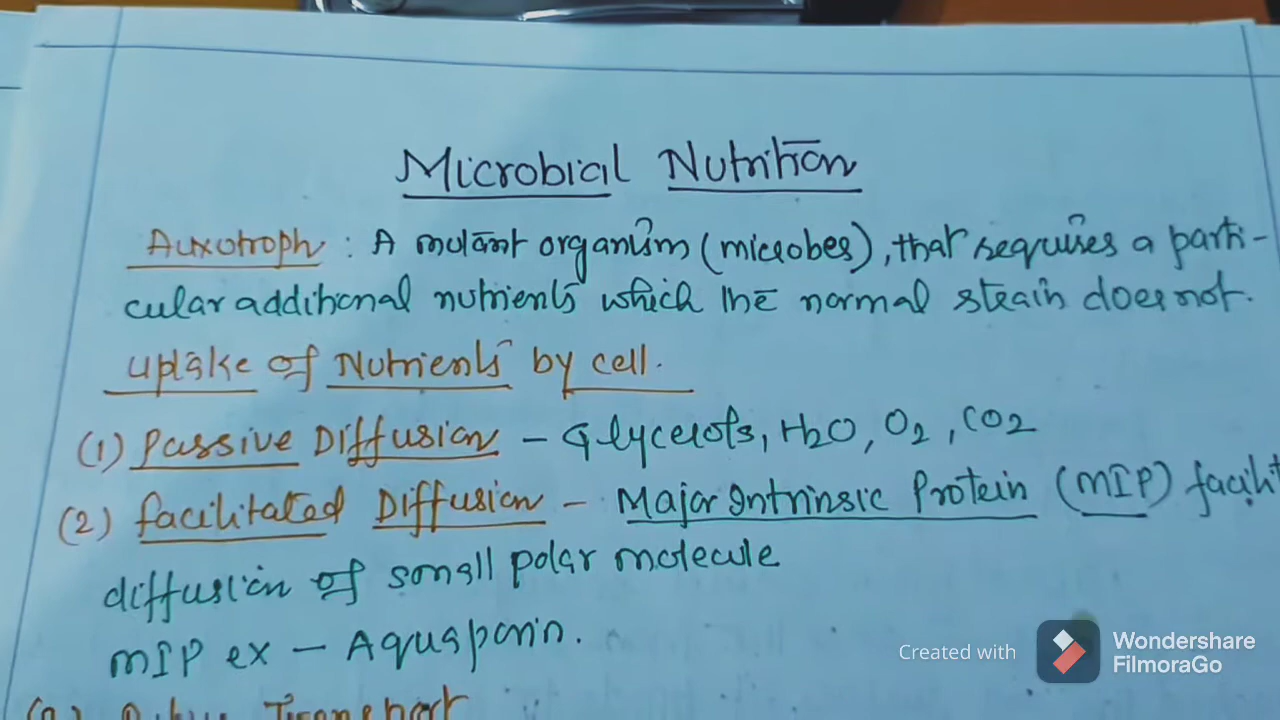 Microbial Nutrition
Auxotroph : A mutant organism (microbes), that requires a parti-
cular additional nutrients which the normal strain does not.
Uptake of Nutrients by cell.
(1) Passive Diffusion - Glycerols, H2O, O2, CO2
(2) facilitated Diffusion - Major Intrinsic Protein (MIP) facilit
diffusion of small polar molecule
MIP ex - Aquaporin.
Transport
Created with Wondershare FilmoraGo